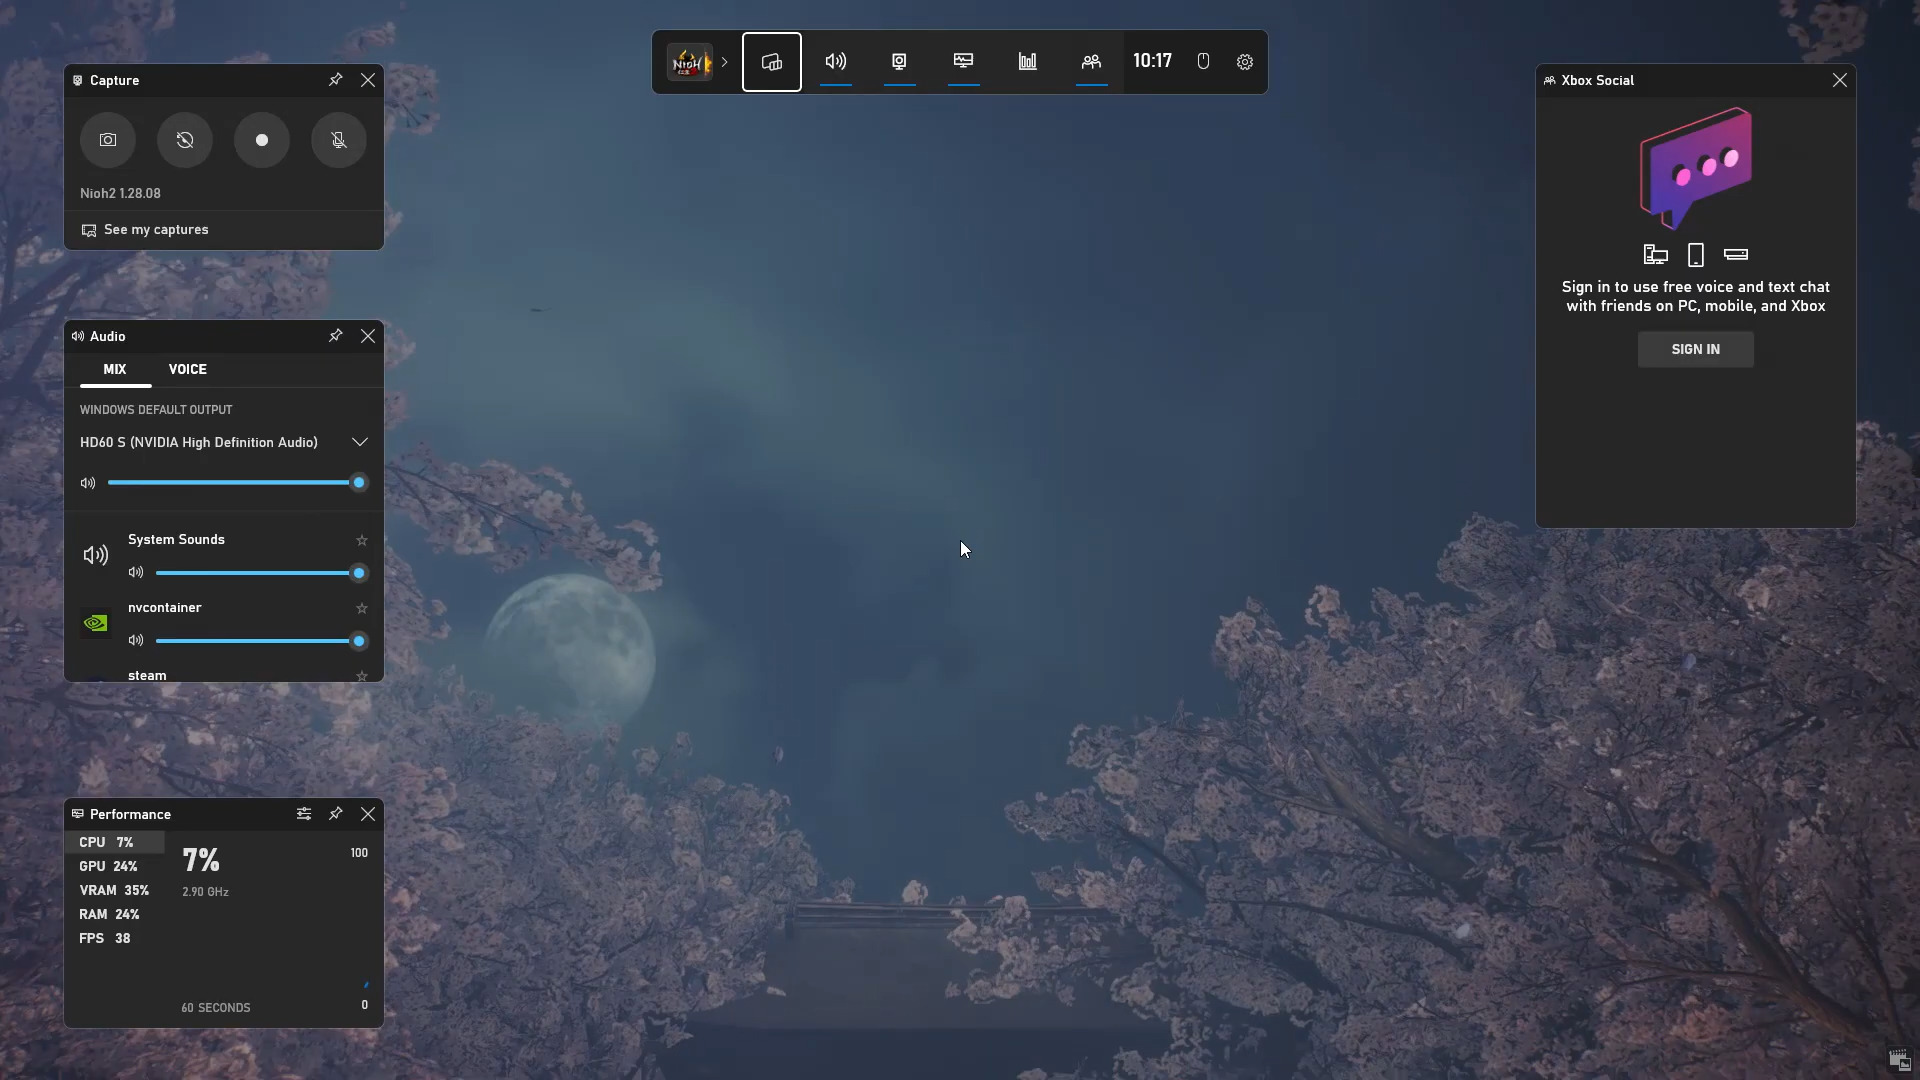 NIOH
10:17
Capture
Nioh2 1.28.08
See my captures
Audio
MIX VOICE
WINDOWS DEFAULT OUTPUT
HD60 S (NVIDIA High Definition Audio)
System Sounds
nvcontainer
steam
Performance
CPU 7%
GPU 24%
VRAM 35%
RAM 24%
FPS 38
7%
2.90 GHz
100
60 SECONDS
0
Xbox Social
Sign in to use free voice and text chat
with friends on PC, mobile, and Xbox
SIGN IN